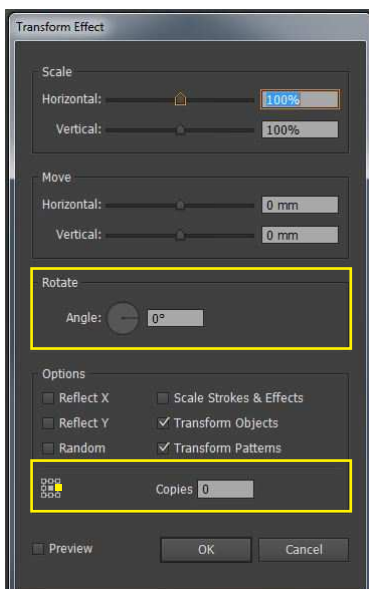 Transform Effect
Scale
Horizontal: 100%
Vertical: 100%
Move
Horizontal: 0 mm
Vertical: 0 mm
Rotate
Angle: 0°
Options
Reflect X Scale Strokes & Effects
Reflect Y Transform Objects
Random Transform Patterns
Copies 0
Preview OK Cancel